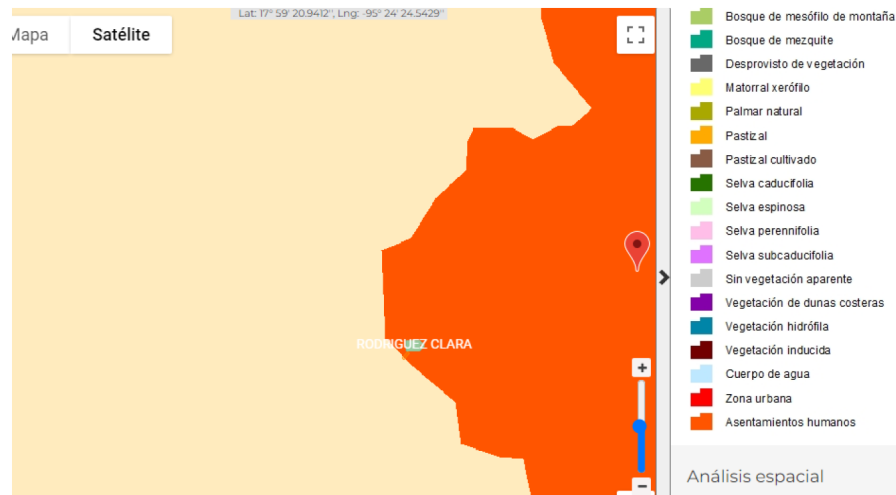 Lat: 17° 59' 20.9412'', Lng: -95° 24' 24.5429''
Mapa
Satélite
RODRIGUEZ CLARA
+
−
Bosque de mesófilo de montaña
Bosque de mezquite
Desprovisto de vegetación
Matorral xerófilo
Palmar natural
Pastizal
Pastizal cultivado
Selva caducifolia
Selva espinosa
Selva perennifolia
Selva subcaducifolia
Sin vegetación aparente
Vegetación de dunas costeras
Vegetación hidrófila
Vegetación inducida
Cuerpo de agua
Zona urbana
Asentamientos humanos
Análisis espacial